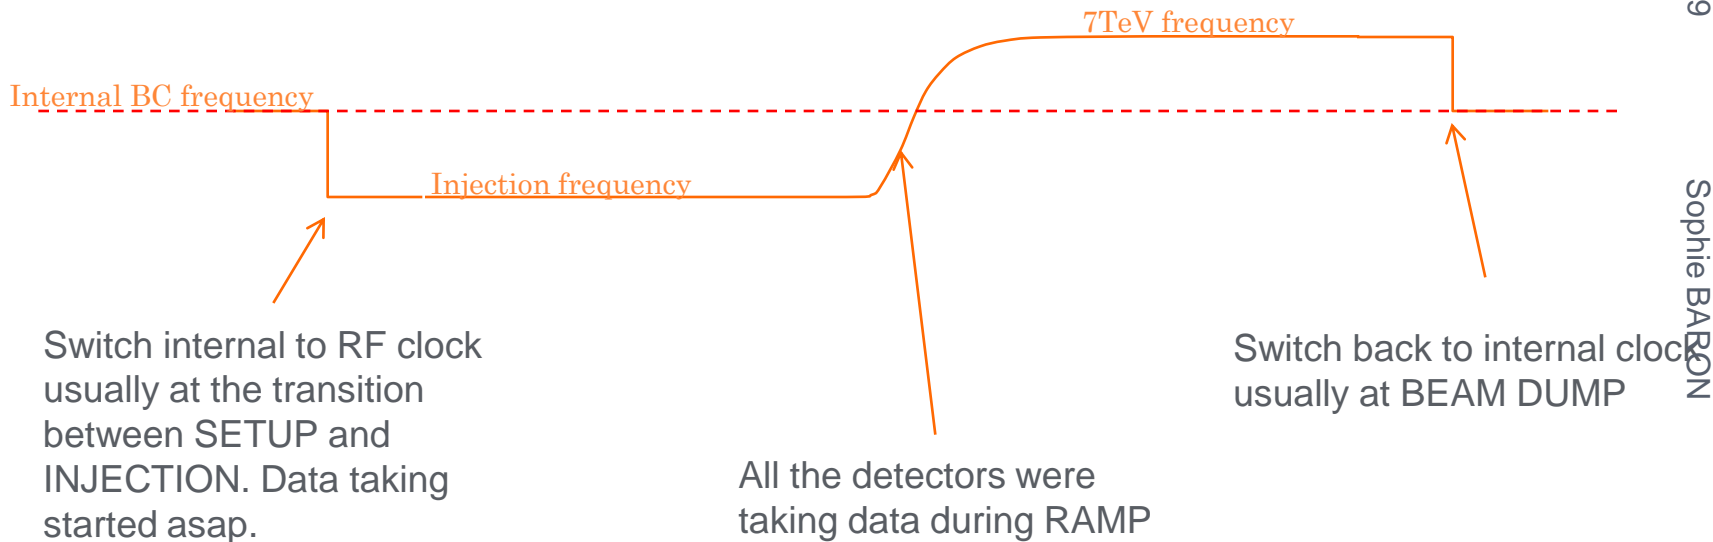 7TeV frequency
Internal BC frequency
Injection frequency
Switch internal to RF clock
usually at the transition
between SETUP and
INJECTION. Data taking
started asap.
All the detectors were
taking data during RAMP
Switch back to internal clock
usually at BEAM DUMP
9
Sophie BARON